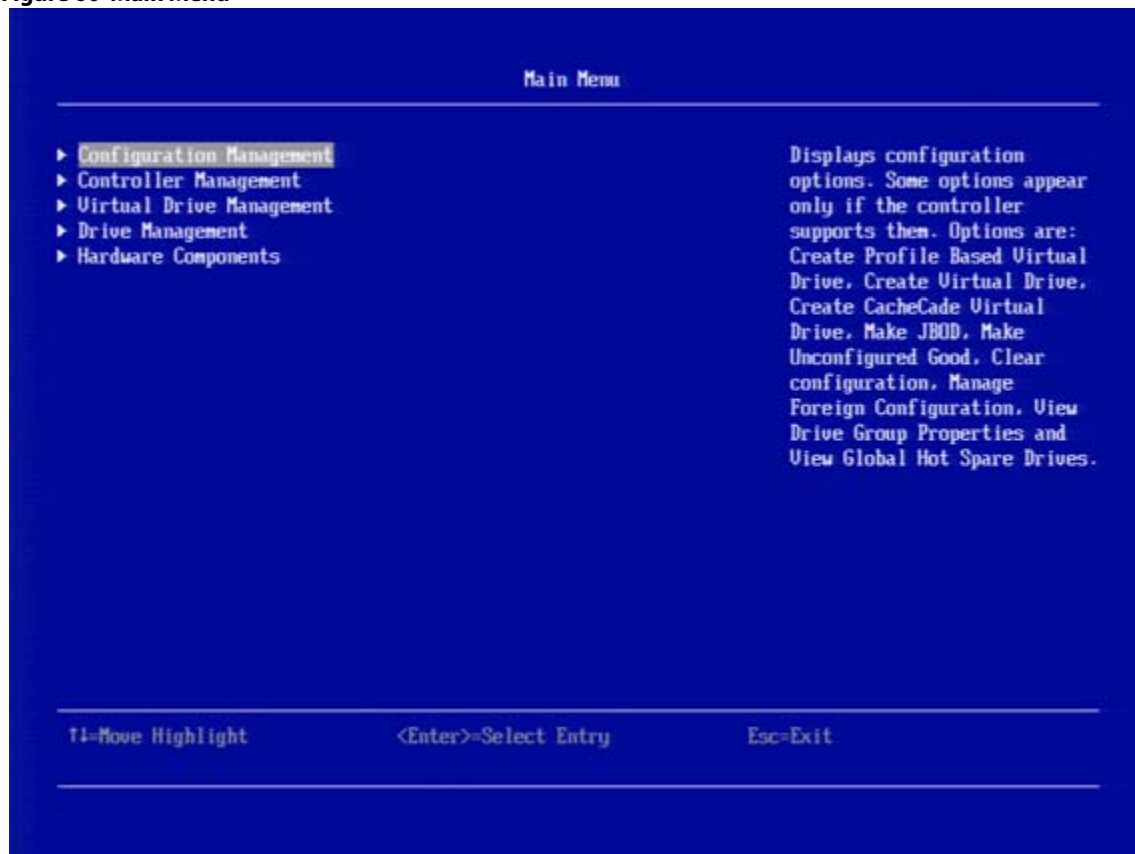 Main Menu
▸ Configuration Management
▸ Controller Management
▸ Virtual Drive Management
▸ Drive Management
▸ Hardware Components
Displays configuration
options. Some options appear
only if the controller
supports them. Options are:
Create Profile Based Virtual
Drive, Create Virtual Drive,
Create CacheCade Virtual
Drive, Make JBOD, Make
Unconfigured Good, Clear
configuration, Manage
Foreign Configuration, View
Drive Group Properties and
View Global Hot Spare Drives.
↑↓=Move Highlight <Enter>=Select Entry Esc=Exit